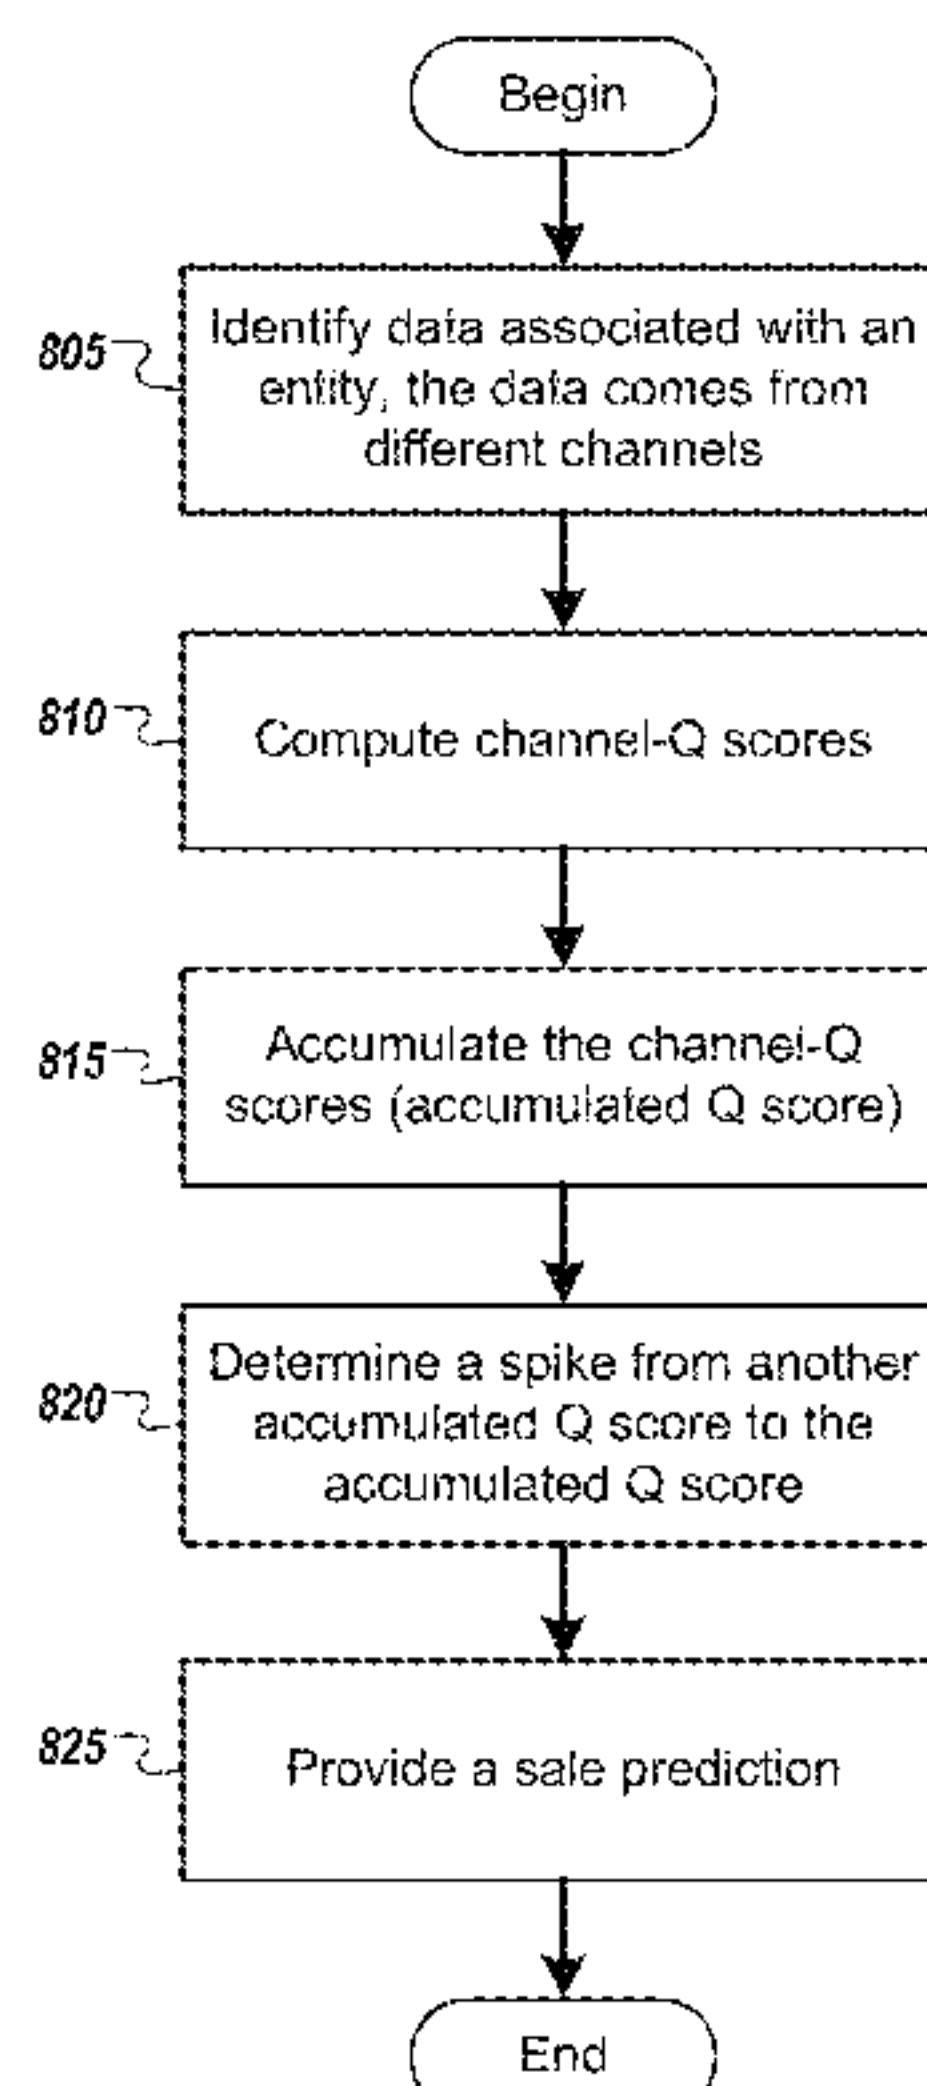 Begin
805
Identify data associated with an
entity, the data comes from
different channels
810
Compute channel-Q scores
815
Accumulate the channel-Q
scores (accumulated Q score)
820
Determine a spike from another
accumulated Q score to the
accumulated Q score
825
Provide a sale prediction
End